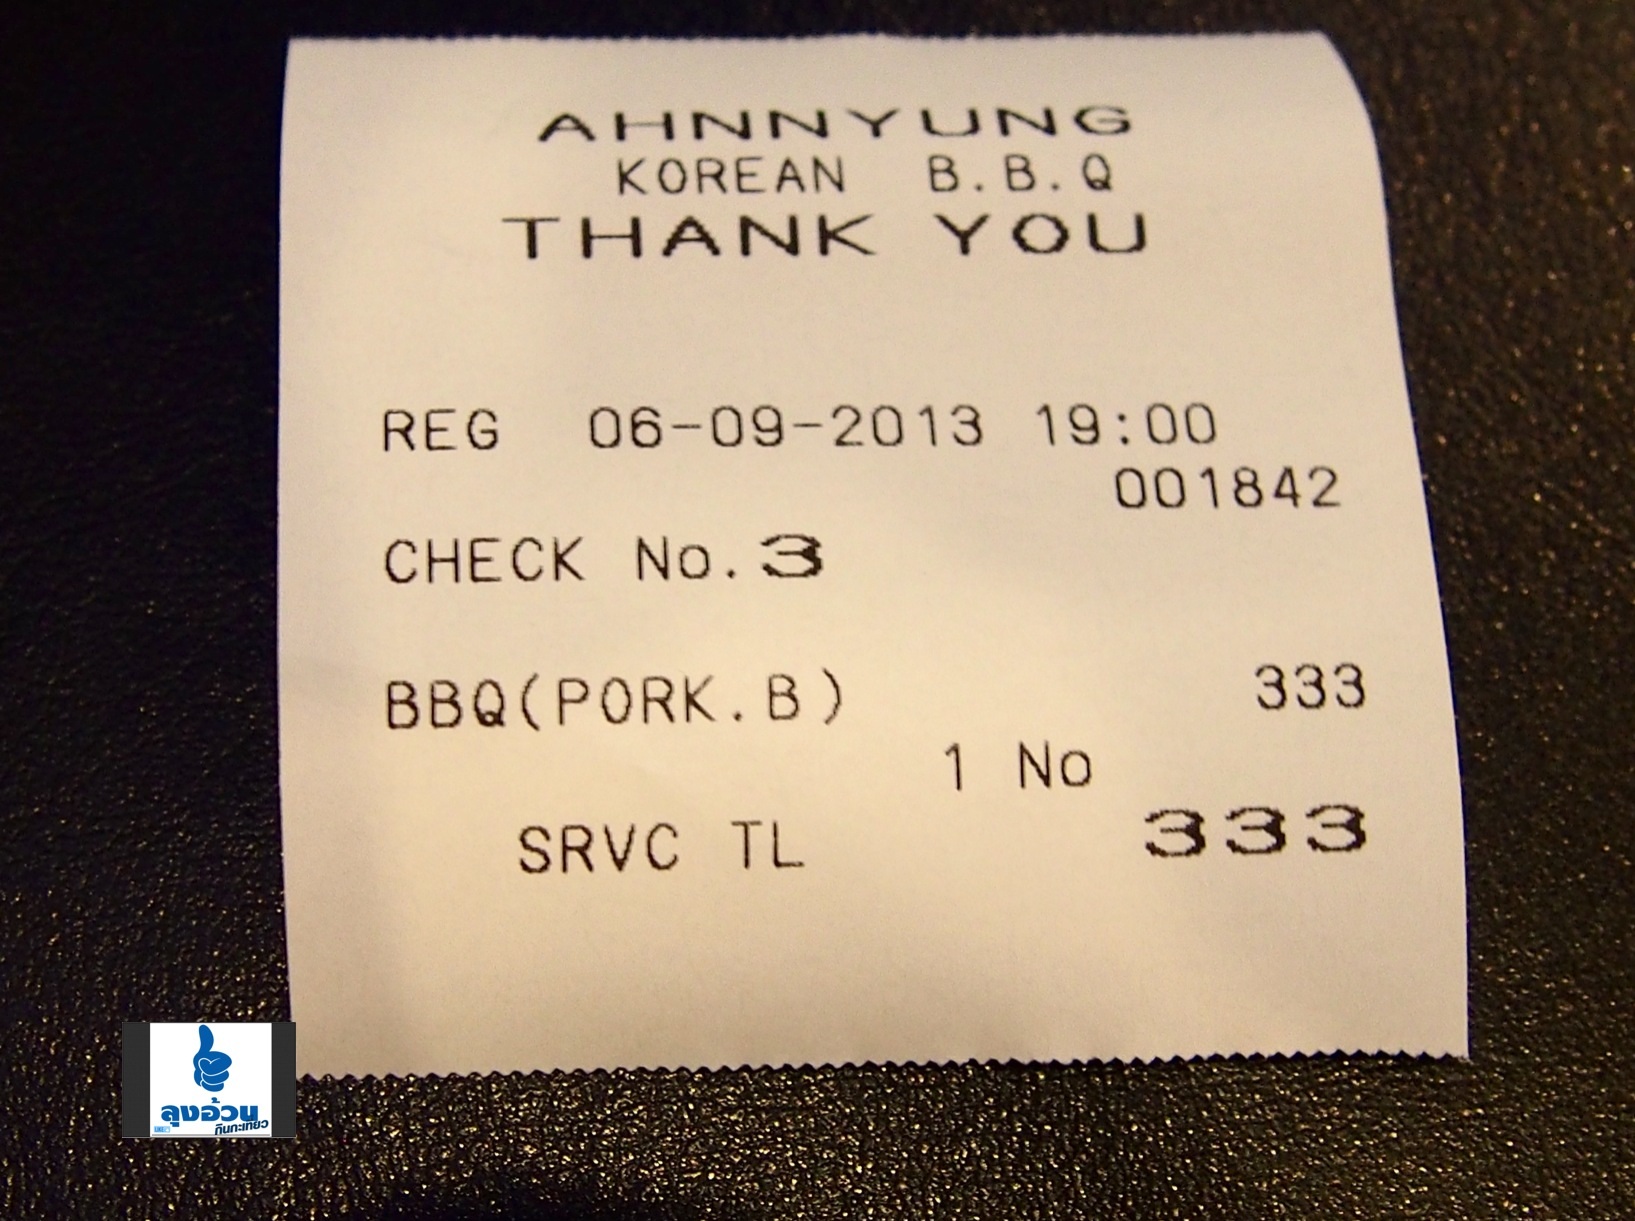 AHNNYUNG
KOREAN B.B.Q
THANK YOU
REG 06-09-2013 19:00
001842
CHECK No.3
BBQ(PORK.B) 333
1 No
SRVC TL 333
ลุงอ้วน
กินกะเที่ยว